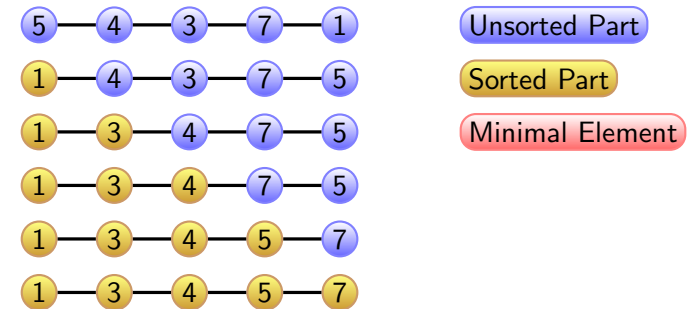 5 4 3 7 1 Unsorted Part
1 4 3 7 5 Sorted Part
1 3 4 7 5 Minimal Element
1 3 4 7 5
1 3 4 5 7
1 3 4 5 7